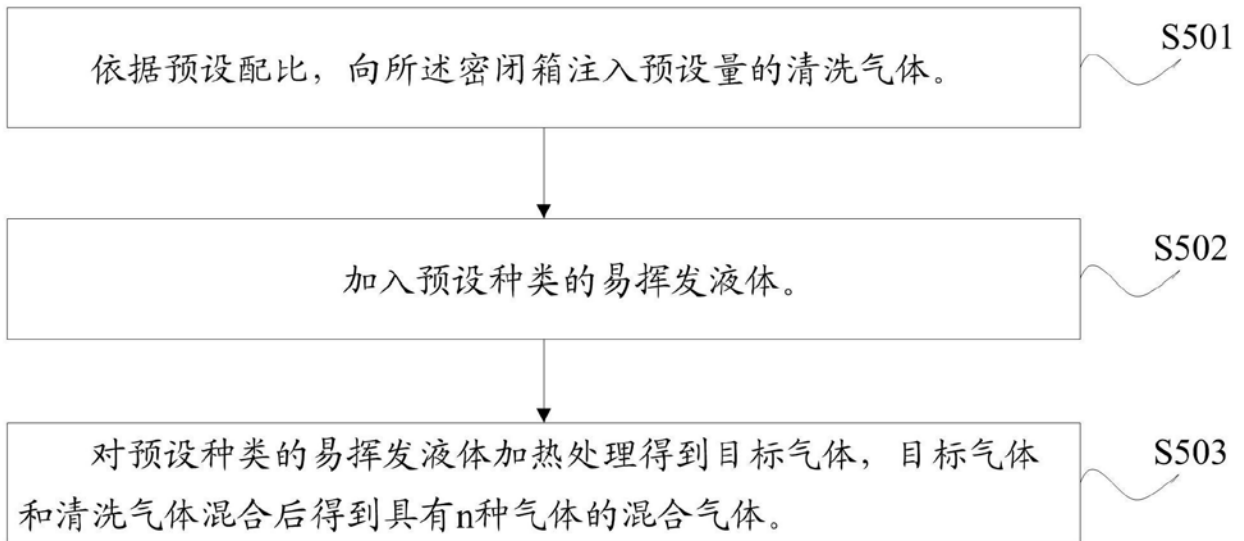 S501
依据预设配比，向所述密闭箱注入预设量的清洗气体。
S502
加入预设种类的易挥发液体。
S503
对预设种类的易挥发液体加热处理得到目标气体，目标气体
和清洗气体混合后得到具有n种气体的混合气体。